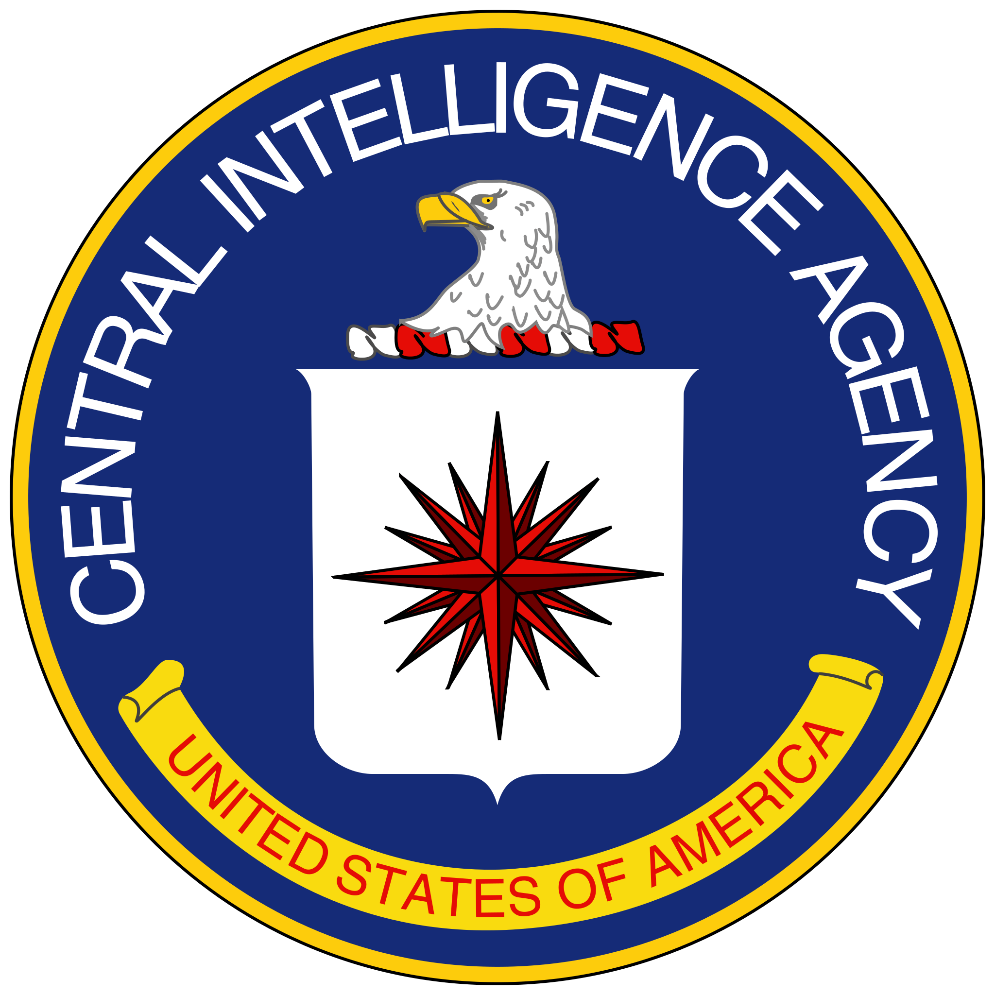 CENTRAL INTELLIGENCE AGENCY
UNITED STATES OF AMERICA